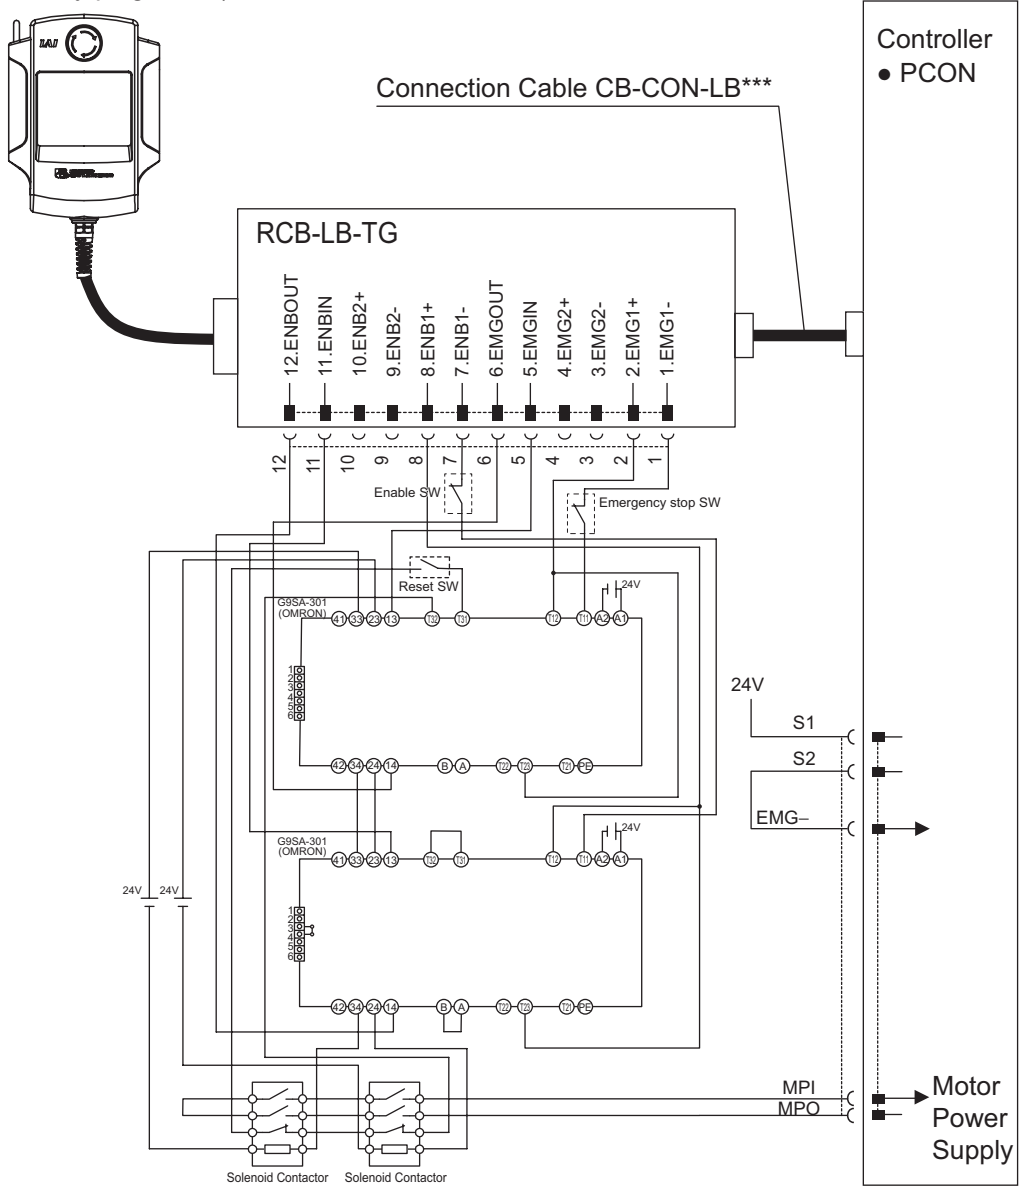 IAI
Controller
● PCON
Connection Cable CB-CON-LB***
RCB-LB-TG
12.ENBOUT
11.ENBIN
10.ENB2+
9.ENB2-
8.ENB1+
7.ENB1-
6.EMGOUT
5.EMGIN
4.EMG2+
3.EMG2-
2.EMG1+
1.EMG1-
12 11 10 9 8 7 6 5 4 3 2 1
Enable SW
Emergency stop SW
Reset SW
24V
G9SA-301
(OMRON)
41 33 23 13 T32 T31 T12 T11 A2 A1
1
2
3
4
5
6
42 34 24 14 B A T22 T23 T21 PE
24V
S1
S2
EMG–
24V
G9SA-301
(OMRON)
41 33 23 13 T32 T31 T12 T11 A2 A1
24V 24V
1
2
3
4
5
6
42 34 24 14 B A T22 T23 T21 PE
MPI
MPO
Motor
Power
Supply
Solenoid Contactor Solenoid Contactor